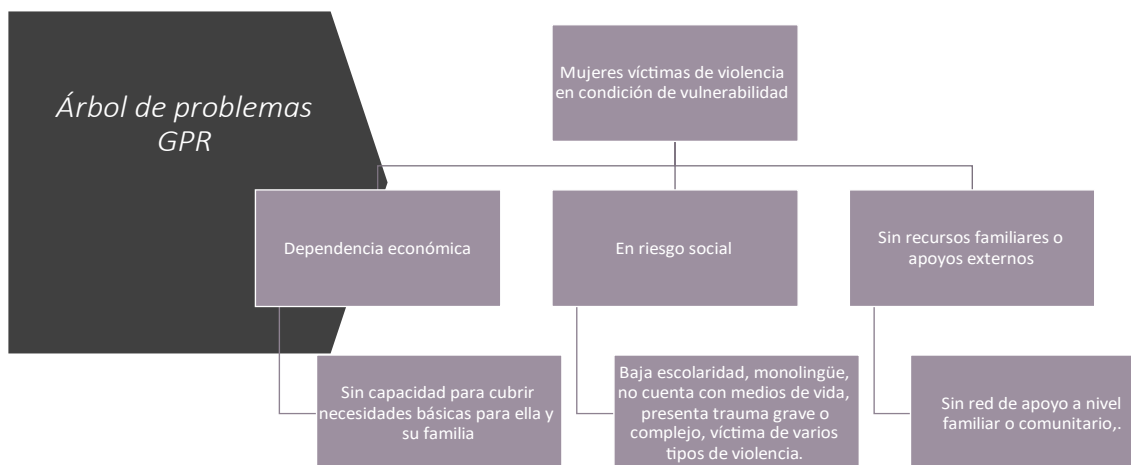 Árbol de problemas
GPR
Mujeres víctimas de violencia
en condición de vulnerabilidad
Dependencia económica
En riesgo social
Sin recursos familiares o
apoyos externos
Sin capacidad para cubrir
necesidades básicas para ella y
su familia
Baja escolaridad, monolingüe,
no cuenta con medios de vida,
presenta trauma grave o
complejo, víctima de varios
tipos de violencia.
Sin red de apoyo a nivel
familiar o comunitario,.